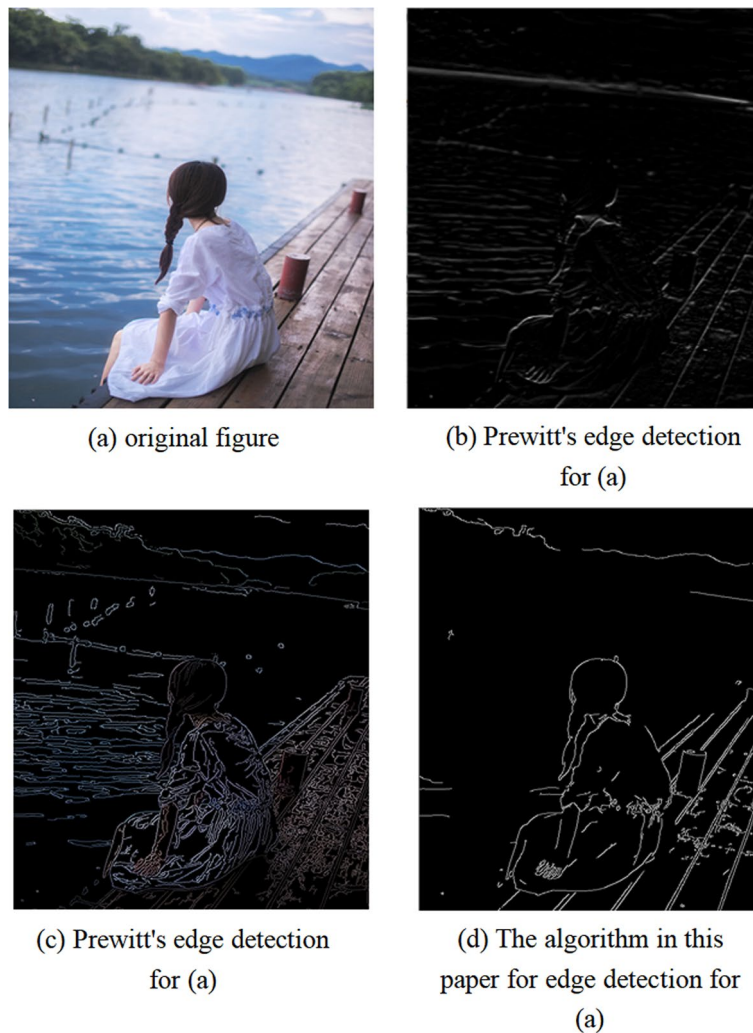 (a) original figure
(b) Prewitt's edge detection
for (a)
(c) Prewitt's edge detection
for (a)
(d) The algorithm in this
paper for edge detection for
(a)